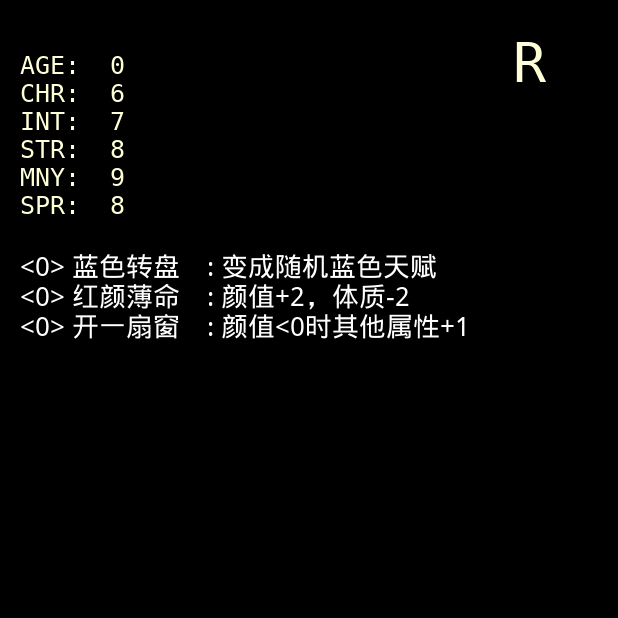 R
AGE: 0
CHR: 6
INT: 7
STR: 8
MNY: 9
SPR: 8
<0> 蓝色转盘 : 变成随机蓝色天赋
<0> 红颜薄命 : 颜值+2，体质-2
<0> 开一扇窗 : 颜值<0时其他属性+1